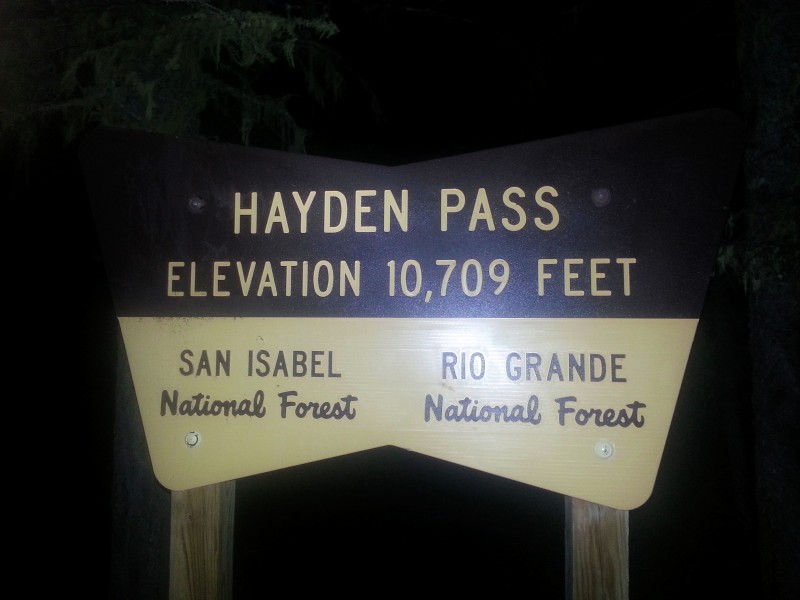 HAYDEN PASS
ELEVATION 10,709 FEET
SAN ISABEL
National Forest
RIO GRANDE
National Forest